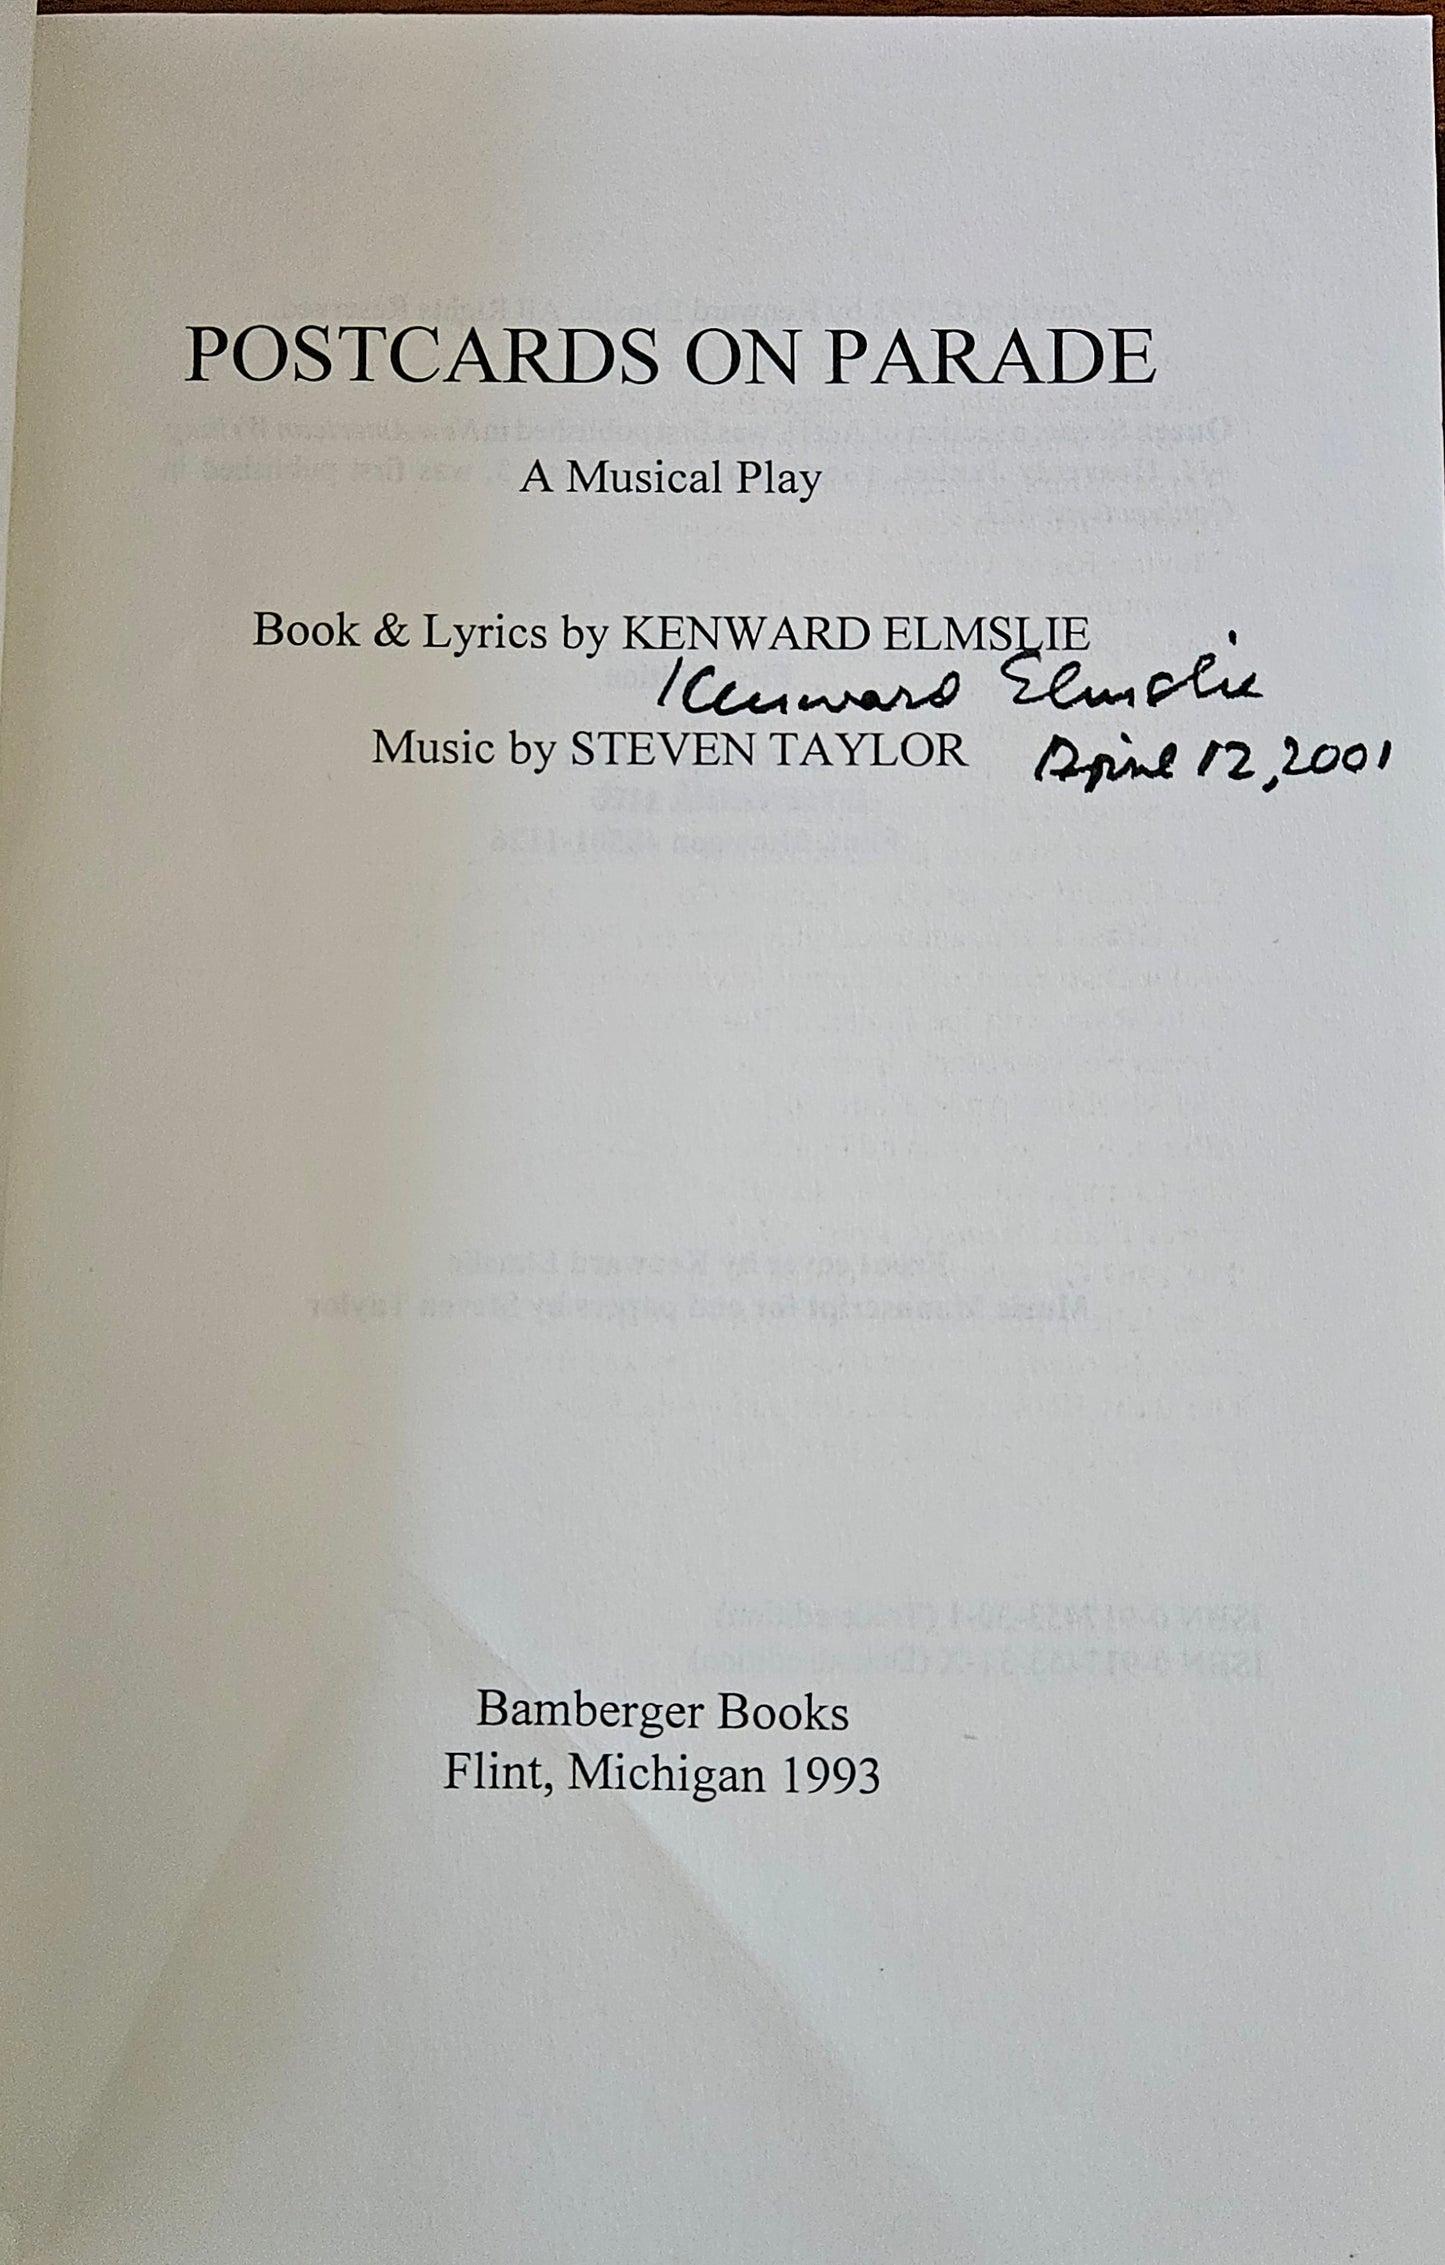 POSTCARDS ON PARADE
A Musical Play
Book & Lyrics by KENWARD ELMSLIE
Kenward Elmslie
Music by STEVEN TAYLOR
April 12, 2001
Bamberger Books
Flint, Michigan 1993